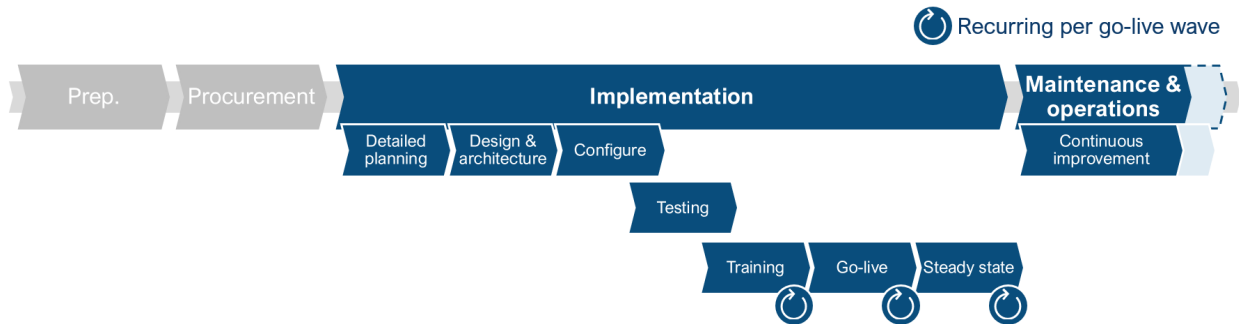 Recurring per go-live wave
Prep.
Procurement
Implementation
Maintenance &
operations
Detailed
planning
Design &
architecture
Configure
Continuous
improvement
Testing
Training
Go-live
Steady state